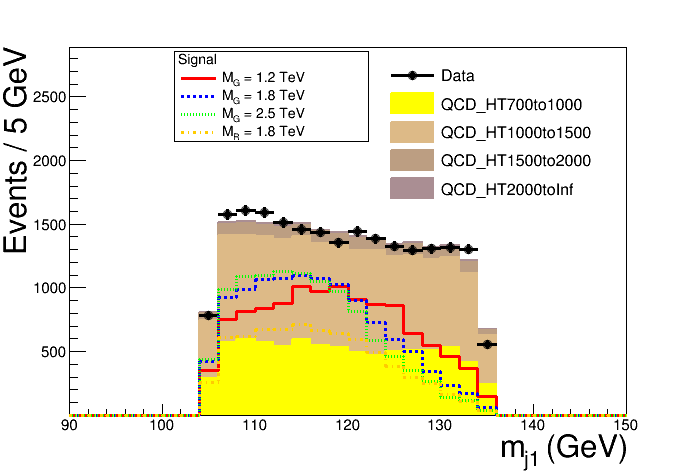 Events / 5 GeV
2500
2000
1500
1000
500
Signal
M_G = 1.2 TeV
M_G = 1.8 TeV
M_G = 2.5 TeV
M_R = 1.8 TeV
Data
QCD_HT700to1000
QCD_HT1000to1500
QCD_HT1500to2000
QCD_HT2000toInf
90 100 110 120 130 140 150
m_j1 (GeV)